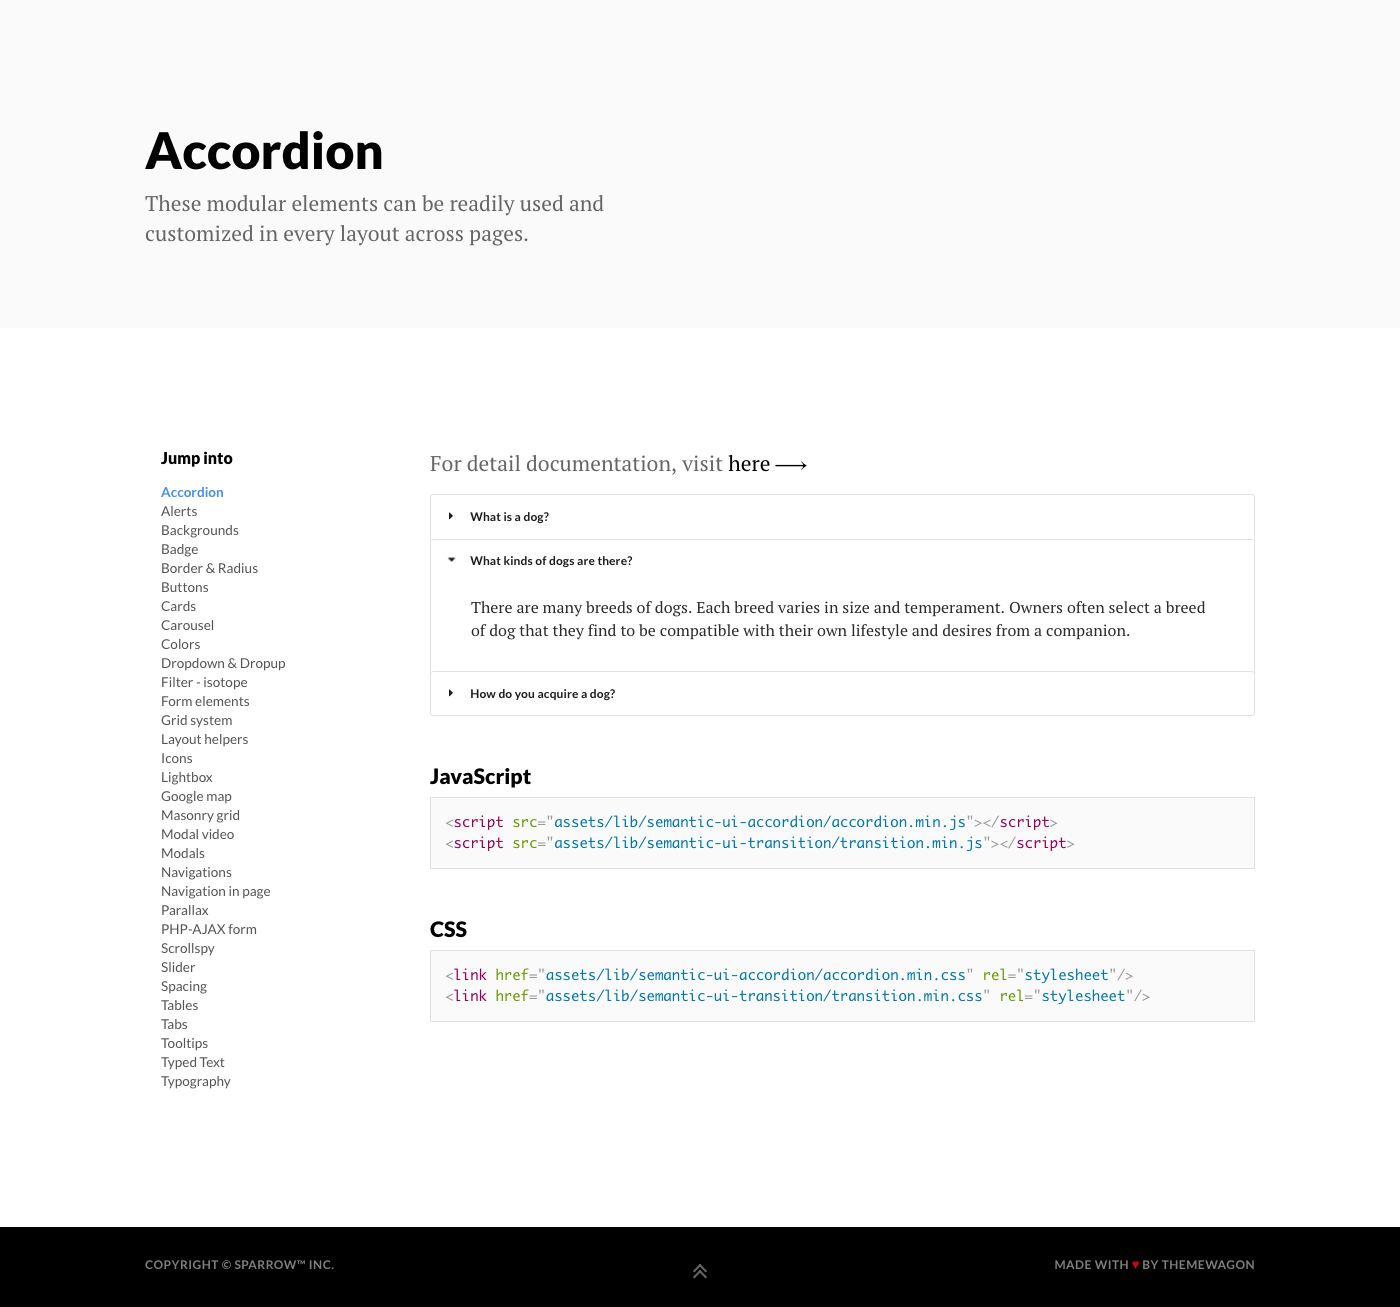 Accordion
These modular elements can be readily used and
customized in every layout across pages.
Jump into
Accordion
Alerts
Backgrounds
Badge
Border & Radius
Buttons
Cards
Carousel
Colors
Dropdown & Dropup
Filter - isotope
Form elements
Grid system
Layout helpers
Icons
Lightbox
Google map
Masonry grid
Modal video
Modals
Navigations
Navigation in page
Parallax
PHP-AJAX form
Scrollspy
Slider
Spacing
Tables
Tabs
Tooltips
Typed Text
Typography
For detail documentation, visit here ⟶
What is a dog?
What kinds of dogs are there?
There are many breeds of dogs. Each breed varies in size and temperament. Owners often select a breed
of dog that they find to be compatible with their own lifestyle and desires from a companion.
How do you acquire a dog?
JavaScript
<script src="assets/lib/semantic-ui-accordion/accordion.min.js"></script>
<script src="assets/lib/semantic-ui-transition/transition.min.js"></script>
CSS
<link href="assets/lib/semantic-ui-accordion/accordion.min.css" rel="stylesheet"/>
<link href="assets/lib/semantic-ui-transition/transition.min.css" rel="stylesheet"/>
COPYRIGHT © SPARROW™ INC.
MADE WITH ♥ BY THEMEWAGON